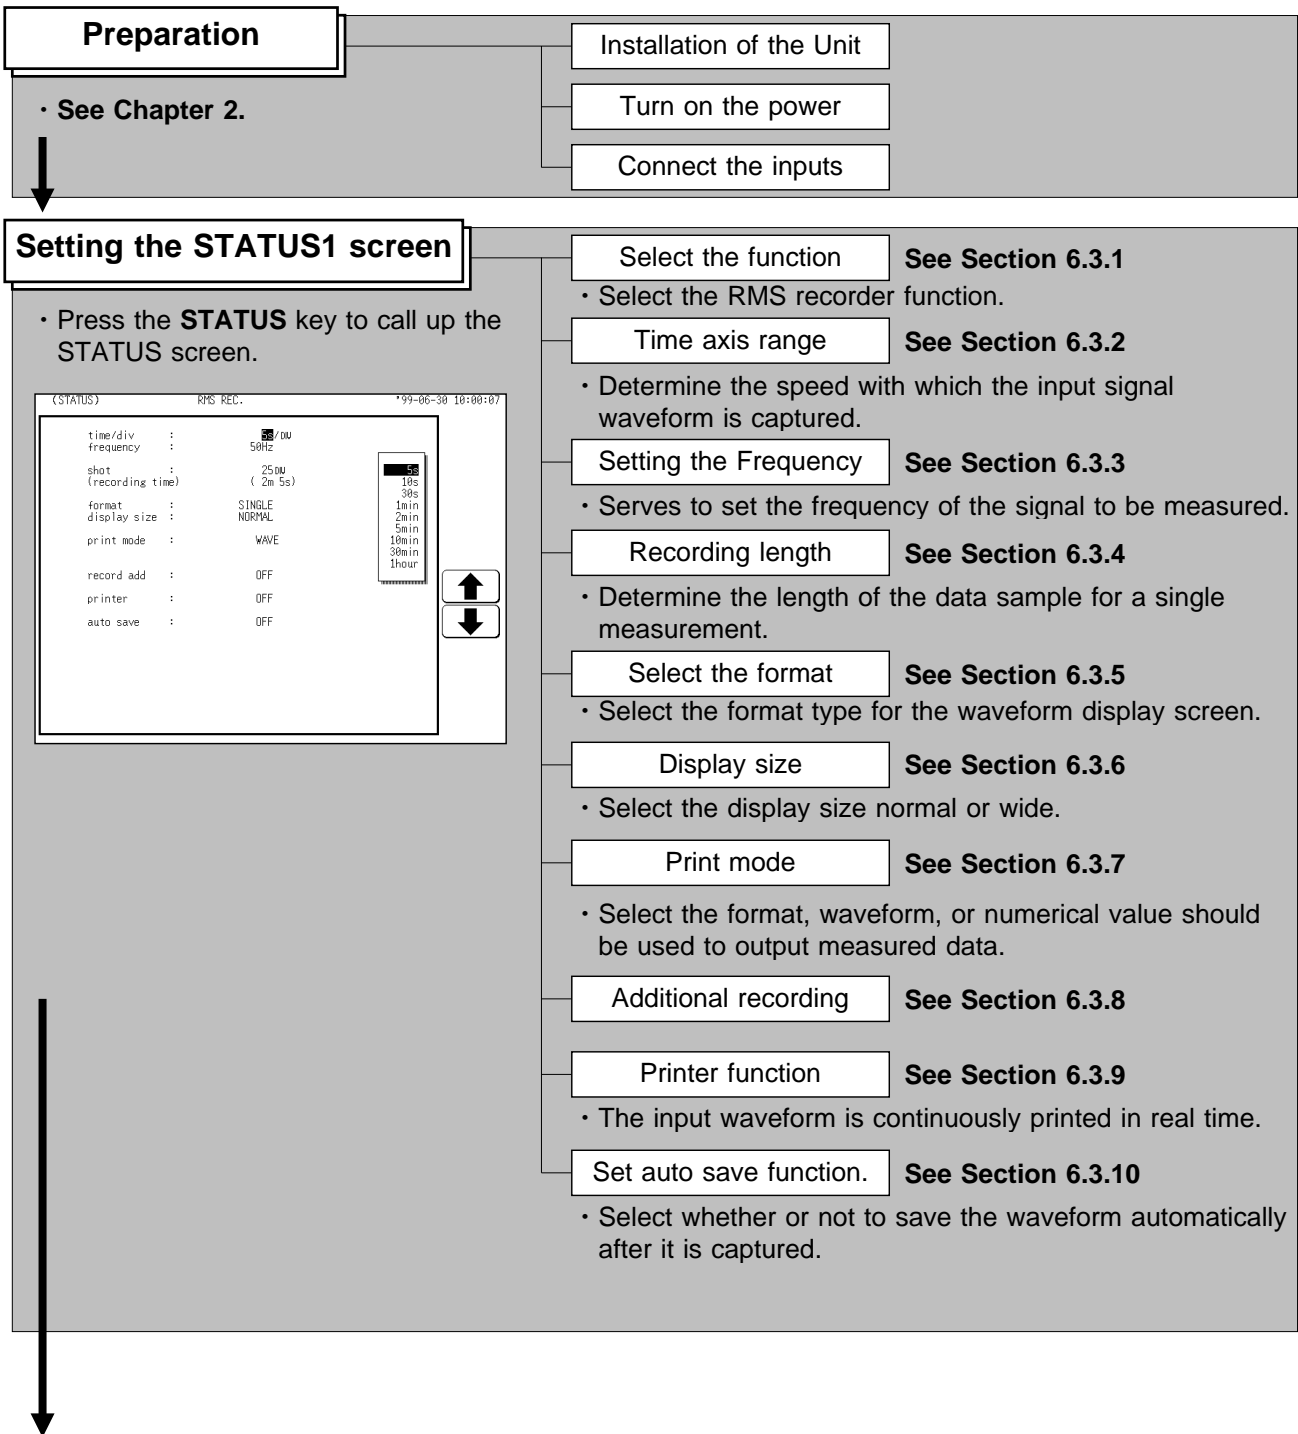 Preparation
・See Chapter 2.
Installation of the Unit
Turn on the power
Connect the inputs
Setting the STATUS1 screen
・Press the STATUS key to call up the
STATUS screen.
(STATUS) RMS REC. '99-06-30 10:00:07
time/div : 5s/DIV
frequency : 50Hz
shot : 25DIV
(recording time) ( 2m 5s)
format : SINGLE
display size : NORMAL
print mode : WAVE
record add : OFF
printer : OFF
auto save : OFF
5s
10s
30s
1min
2min
5min
10min
30min
1hour
Select the function See Section 6.3.1
・Select the RMS recorder function.
Time axis range See Section 6.3.2
・Determine the speed with which the input signal
waveform is captured.
Setting the Frequency See Section 6.3.3
・Serves to set the frequency of the signal to be measured.
Recording length See Section 6.3.4
・Determine the length of the data sample for a single
measurement.
Select the format See Section 6.3.5
・Select the format type for the waveform display screen.
Display size See Section 6.3.6
・Select the display size normal or wide.
Print mode See Section 6.3.7
・Select the format, waveform, or numerical value should
be used to output measured data.
Additional recording See Section 6.3.8
Printer function See Section 6.3.9
・The input waveform is continuously printed in real time.
Set auto save function. See Section 6.3.10
・Select whether or not to save the waveform automatically
after it is captured.